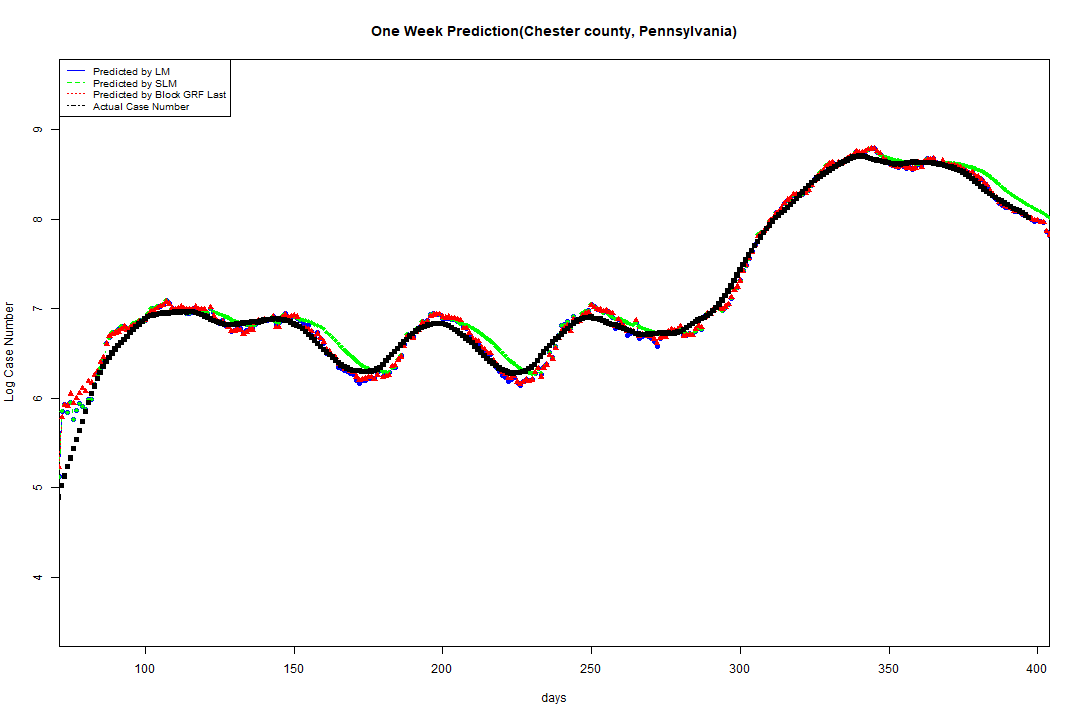 One Week Prediction(Chester county, Pennsylvania)
Predicted by LM
Predicted by SLM
Predicted by Block GRF Last
Actual Case Number
Log Case Number
9
8
7
6
5
4
100 150 200 250 300 350 400
days